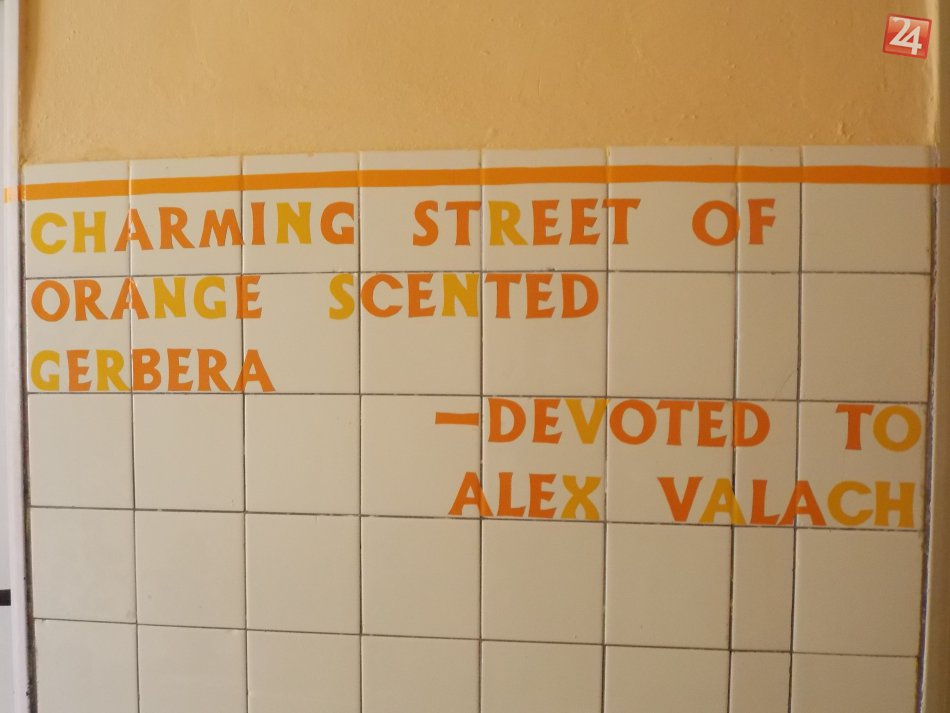 24
CHARMING STREET OF
ORANGE SCENTED
GERBERA
—DEVOTED TO
ALEX VALACH